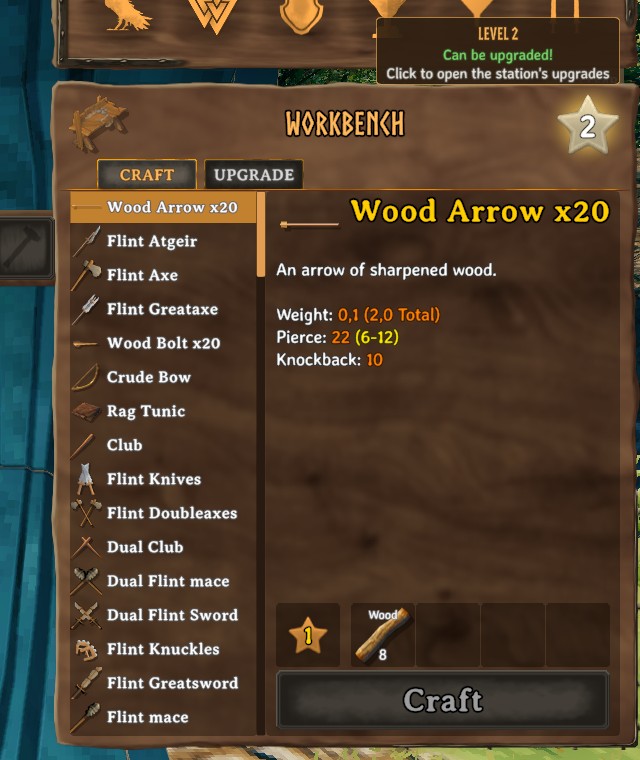 LEVEL 2
Can be upgraded!
Click to open the station's upgrades
WORKBENCH
2
CRAFT
UPGRADE
Wood Arrow x20
Flint Atgeir
Flint Axe
Flint Greataxe
Wood Bolt x20
Crude Bow
Rag Tunic
Club
Flint Knives
Flint Doubleaxes
Dual Club
Dual Flint mace
Dual Flint Sword
Flint Knuckles
Flint Greatsword
Flint mace
Wood Arrow x20
An arrow of sharpened wood.
Weight: 0,1 (2,0 Total)
Pierce: 22 (6-12)
Knockback: 10
1
Wood
8
Craft